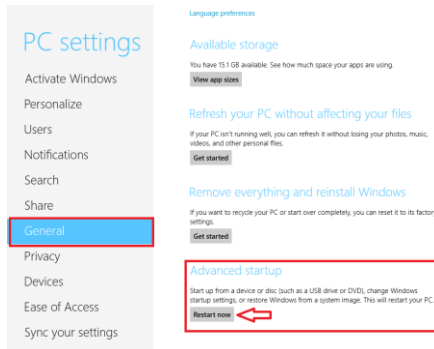 PC settings
Activate Windows
Personalize
Users
Notifications
Search
Share
General
Privacy
Devices
Ease of Access
Sync your settings
Language preferences
Available storage
You have 15.1 GB available. See how much space your apps are using.
View app sizes
Refresh your PC without affecting your files
If your PC isn't running well, you can refresh it without losing your photos, music,
videos, and other personal files.
Get started
Remove everything and reinstall Windows
If you want to recycle your PC or start over completely, you can reset it to its factor
settings.
Get started
Advanced startup
Start up from a device or disc (such as a USB drive or DVD), change Windows
startup settings, or restore Windows from a system image. This will restart your PC.
Restart now